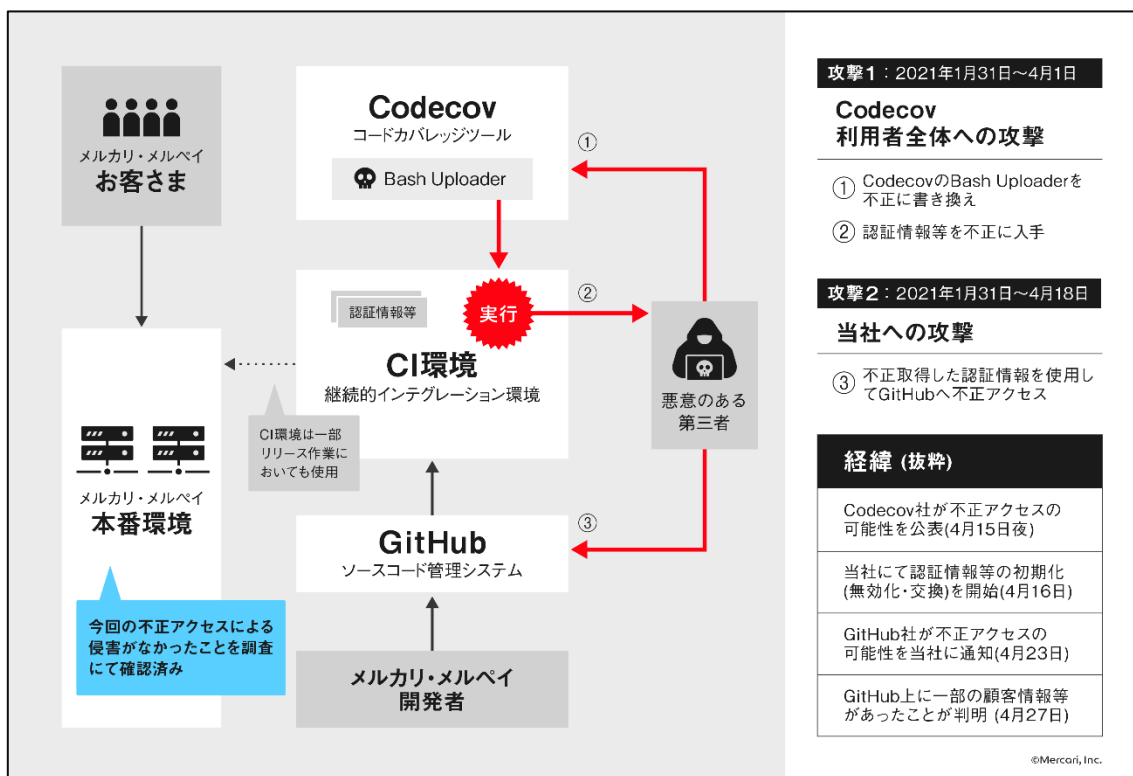 メルカリ・メルペイ
お客さま
Codecov
コードカバレッジツール
Bash Uploader
①
認証情報等
実行
②
CI環境
継続的インテグレーション環境
CI環境は一部
リリース作業に
おいても使用
悪意のある
第三者
メルカリ・メルペイ
本番環境
今回の不正アクセスによる
侵害がなかったことを調査
にて確認済み
③
GitHub
ソースコード管理システム
メルカリ・メルペイ
開発者
攻撃1：2021年1月31日～4月1日
Codecov
利用者全体への攻撃
① CodecovのBash Uploaderを
不正に書き換え
② 認証情報等を不正に入手
攻撃2：2021年1月31日～4月18日
当社への攻撃
③ 不正取得した認証情報を使用し
てGitHubへ不正アクセス
経緯 (抜粋)
Codecov社が不正アクセスの
可能性を公表(4月15日夜)
当社にて認証情報等の初期化
(無効化・交換)を開始(4月16日)
GitHub社が不正アクセスの
可能性を当社に通知(4月23日)
GitHub上に一部の顧客情報等
があったことが判明 (4月27日)
©Mercari, Inc.